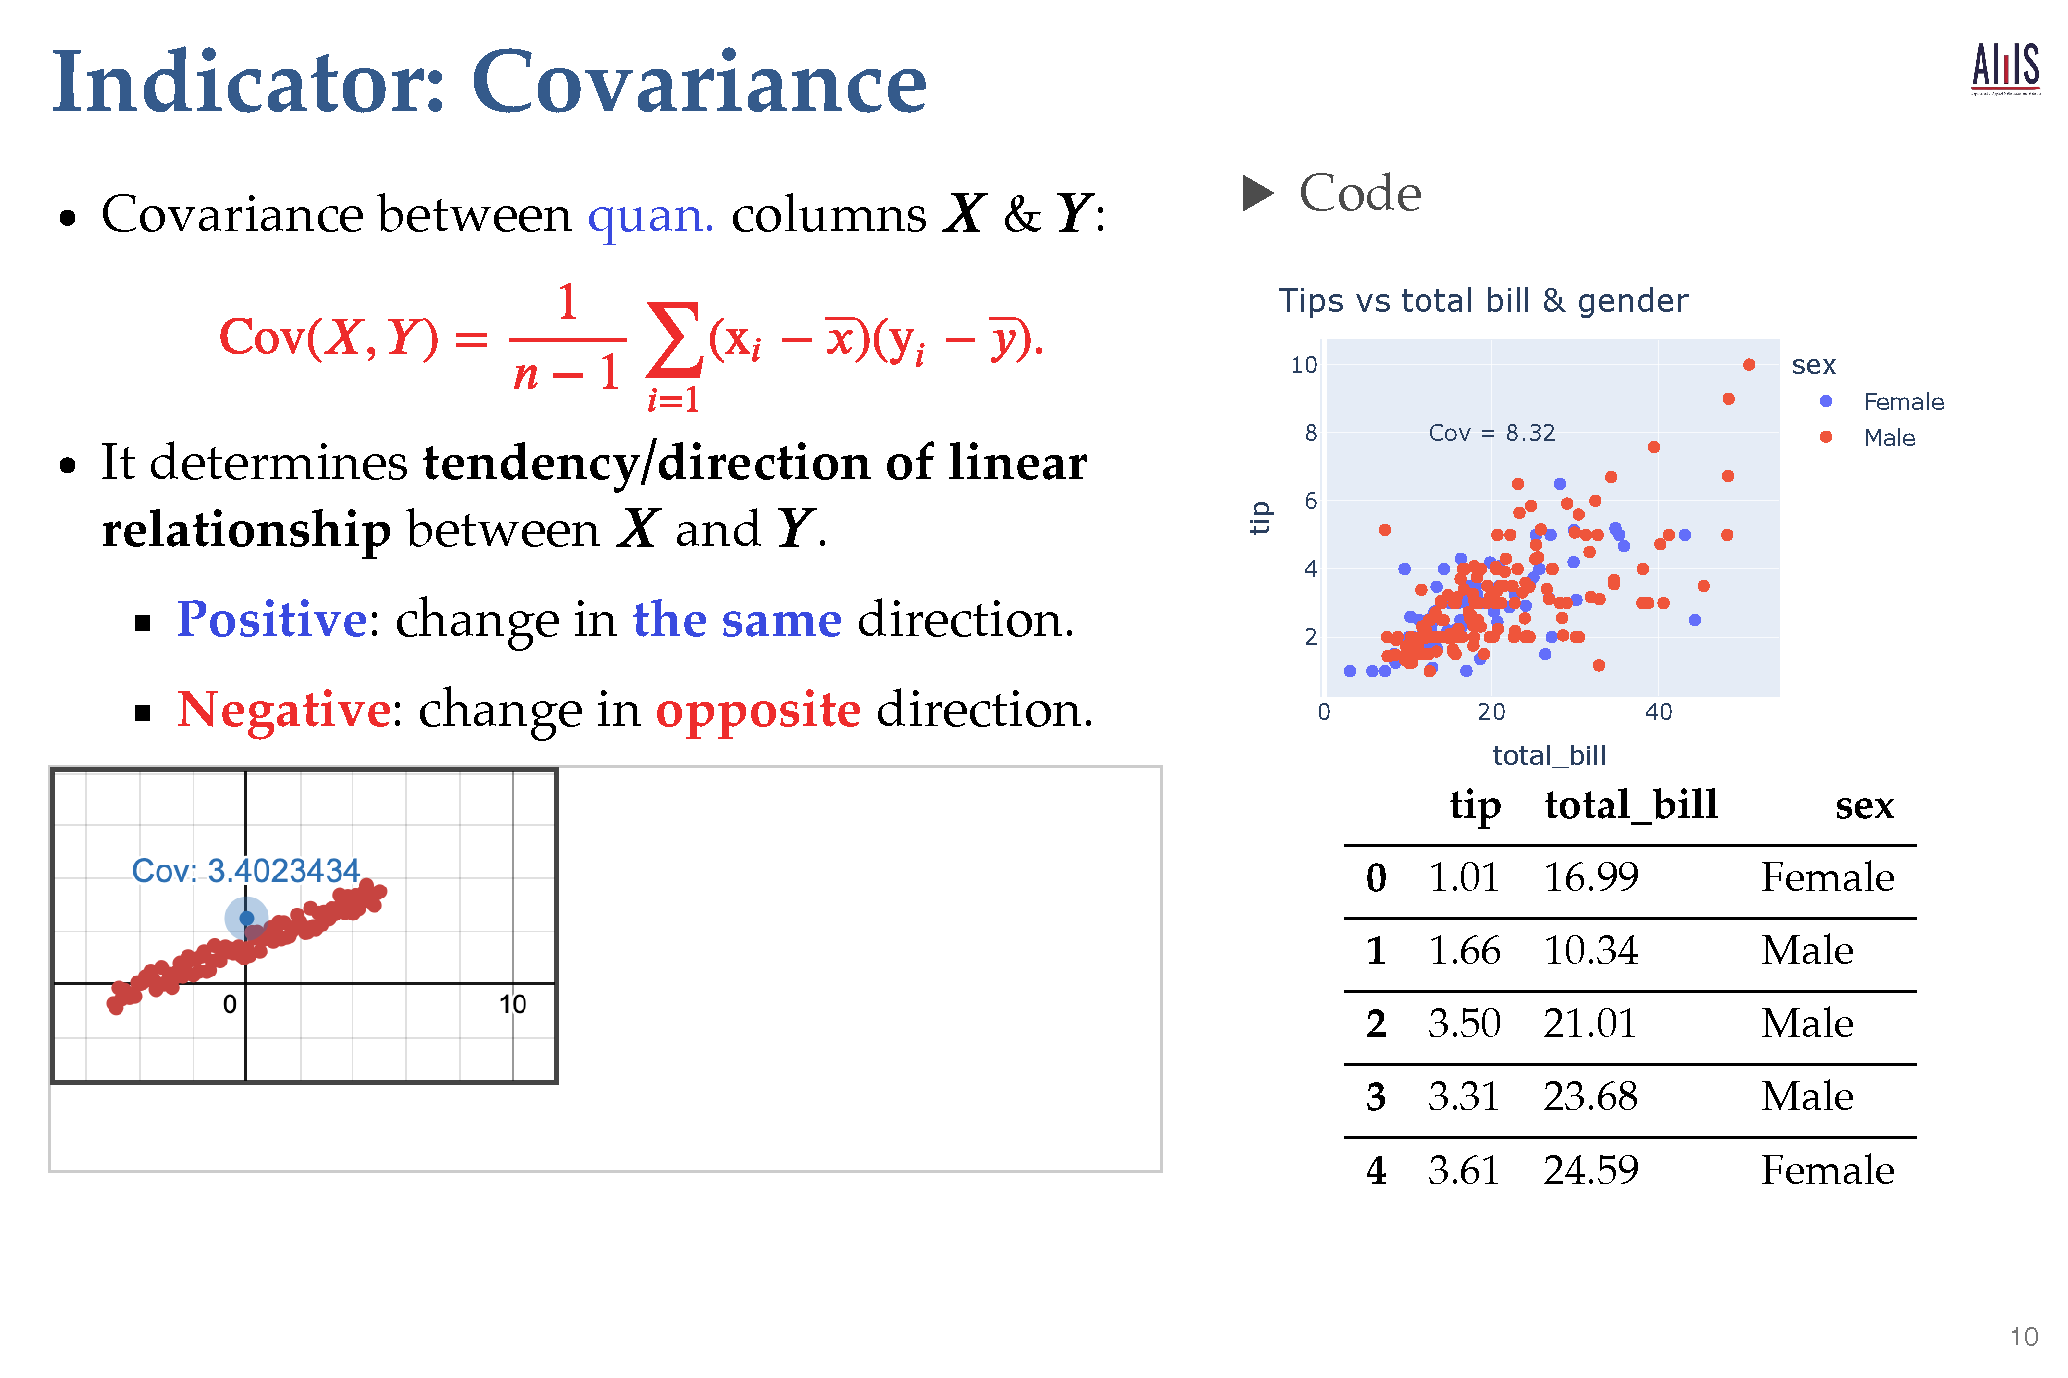 Indicator: Covariance
AMS
• Covariance between quan. columns X & Y:
Cov(X, Y) = 1/(n − 1) ∑_{i=1} (x_i − x̅)(y_i − y̅).
• It determines tendency/direction of linear
relationship between X and Y.
▪ Positive: change in the same direction.
▪ Negative: change in opposite direction.
Cov: 3.4023434
0 10
▶ Code
Tips vs total bill & gender
10
8
6
4
2
tip
Cov = 8.32
0 20 40
total_bill
sex
Female
Male
tip total_bill sex
0 1.01 16.99 Female
1 1.66 10.34 Male
2 3.50 21.01 Male
3 3.31 23.68 Male
4 3.61 24.59 Female
10